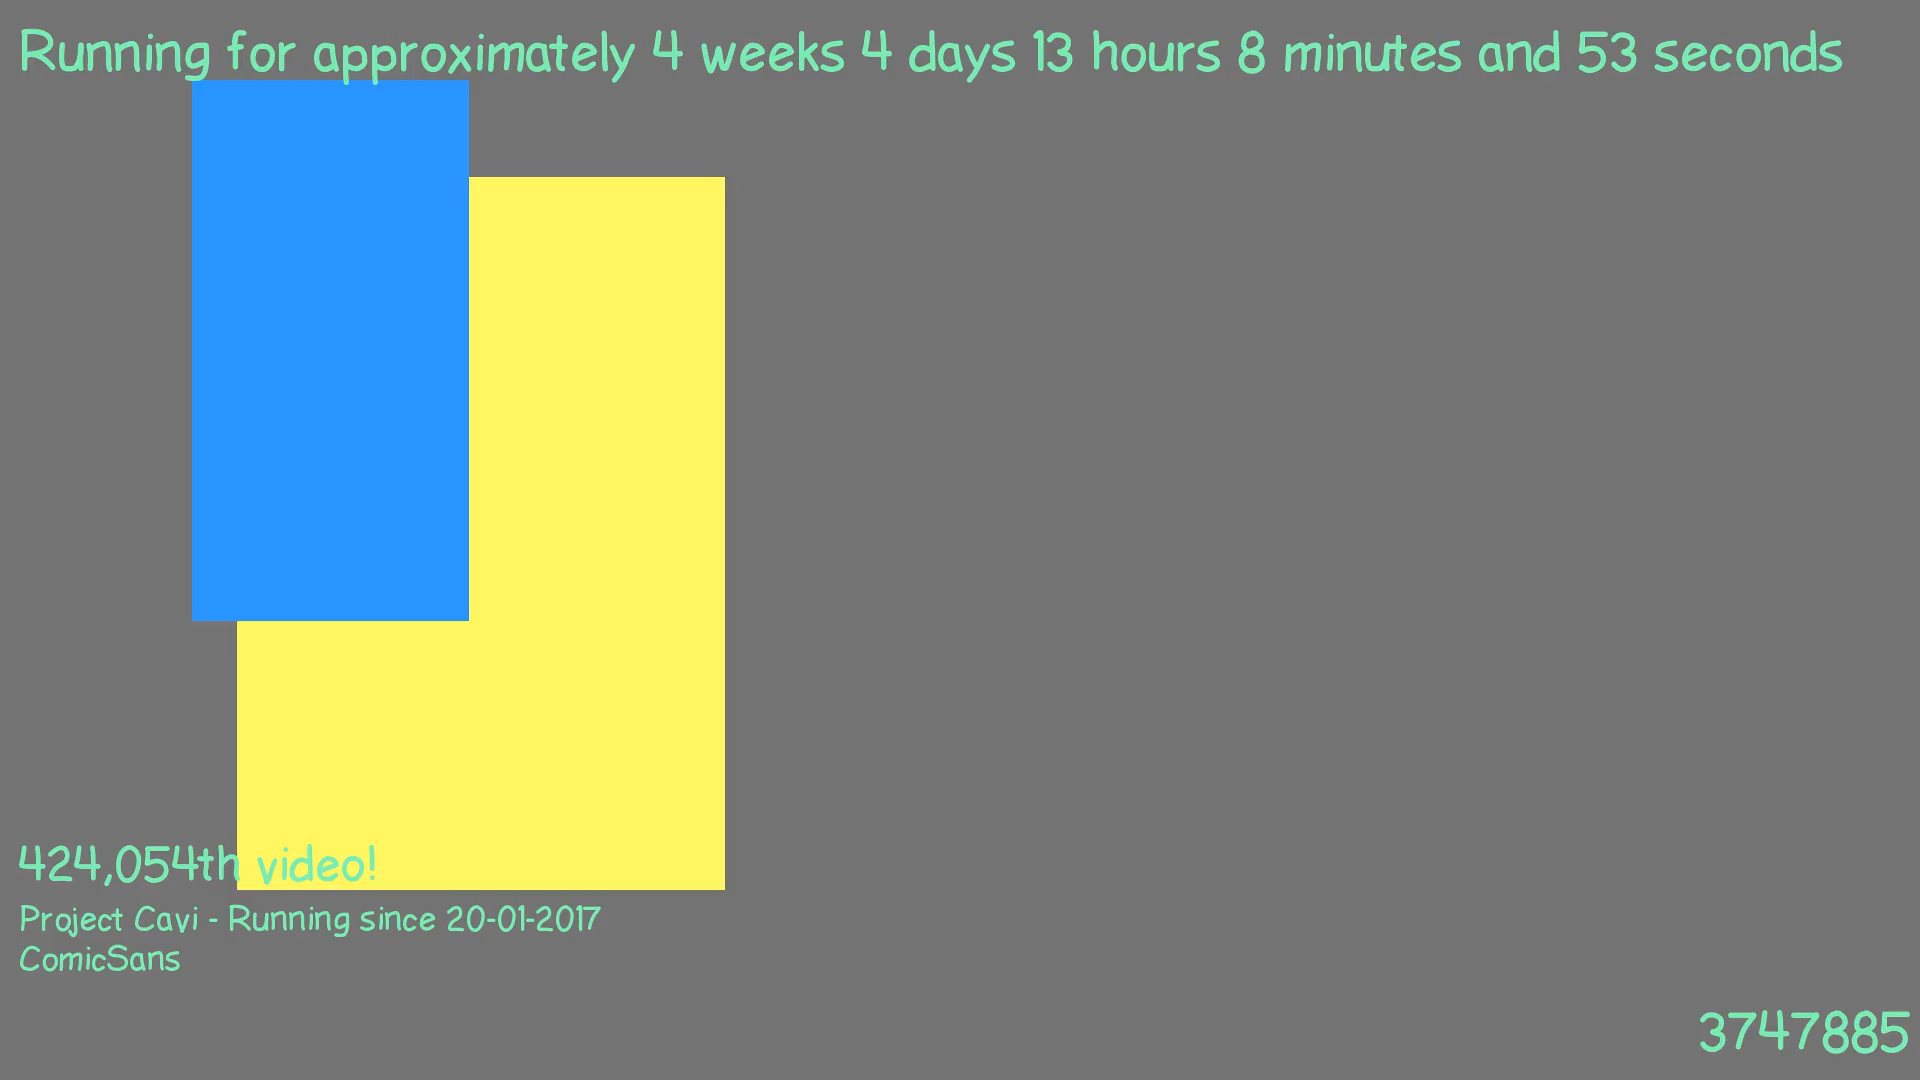 Running for approximately 4 weeks 4 days 13 hours 8 minutes and 53 seconds
424,054th video!
Project Cavi - Running since 20-01-2017
ComicSans
3747885